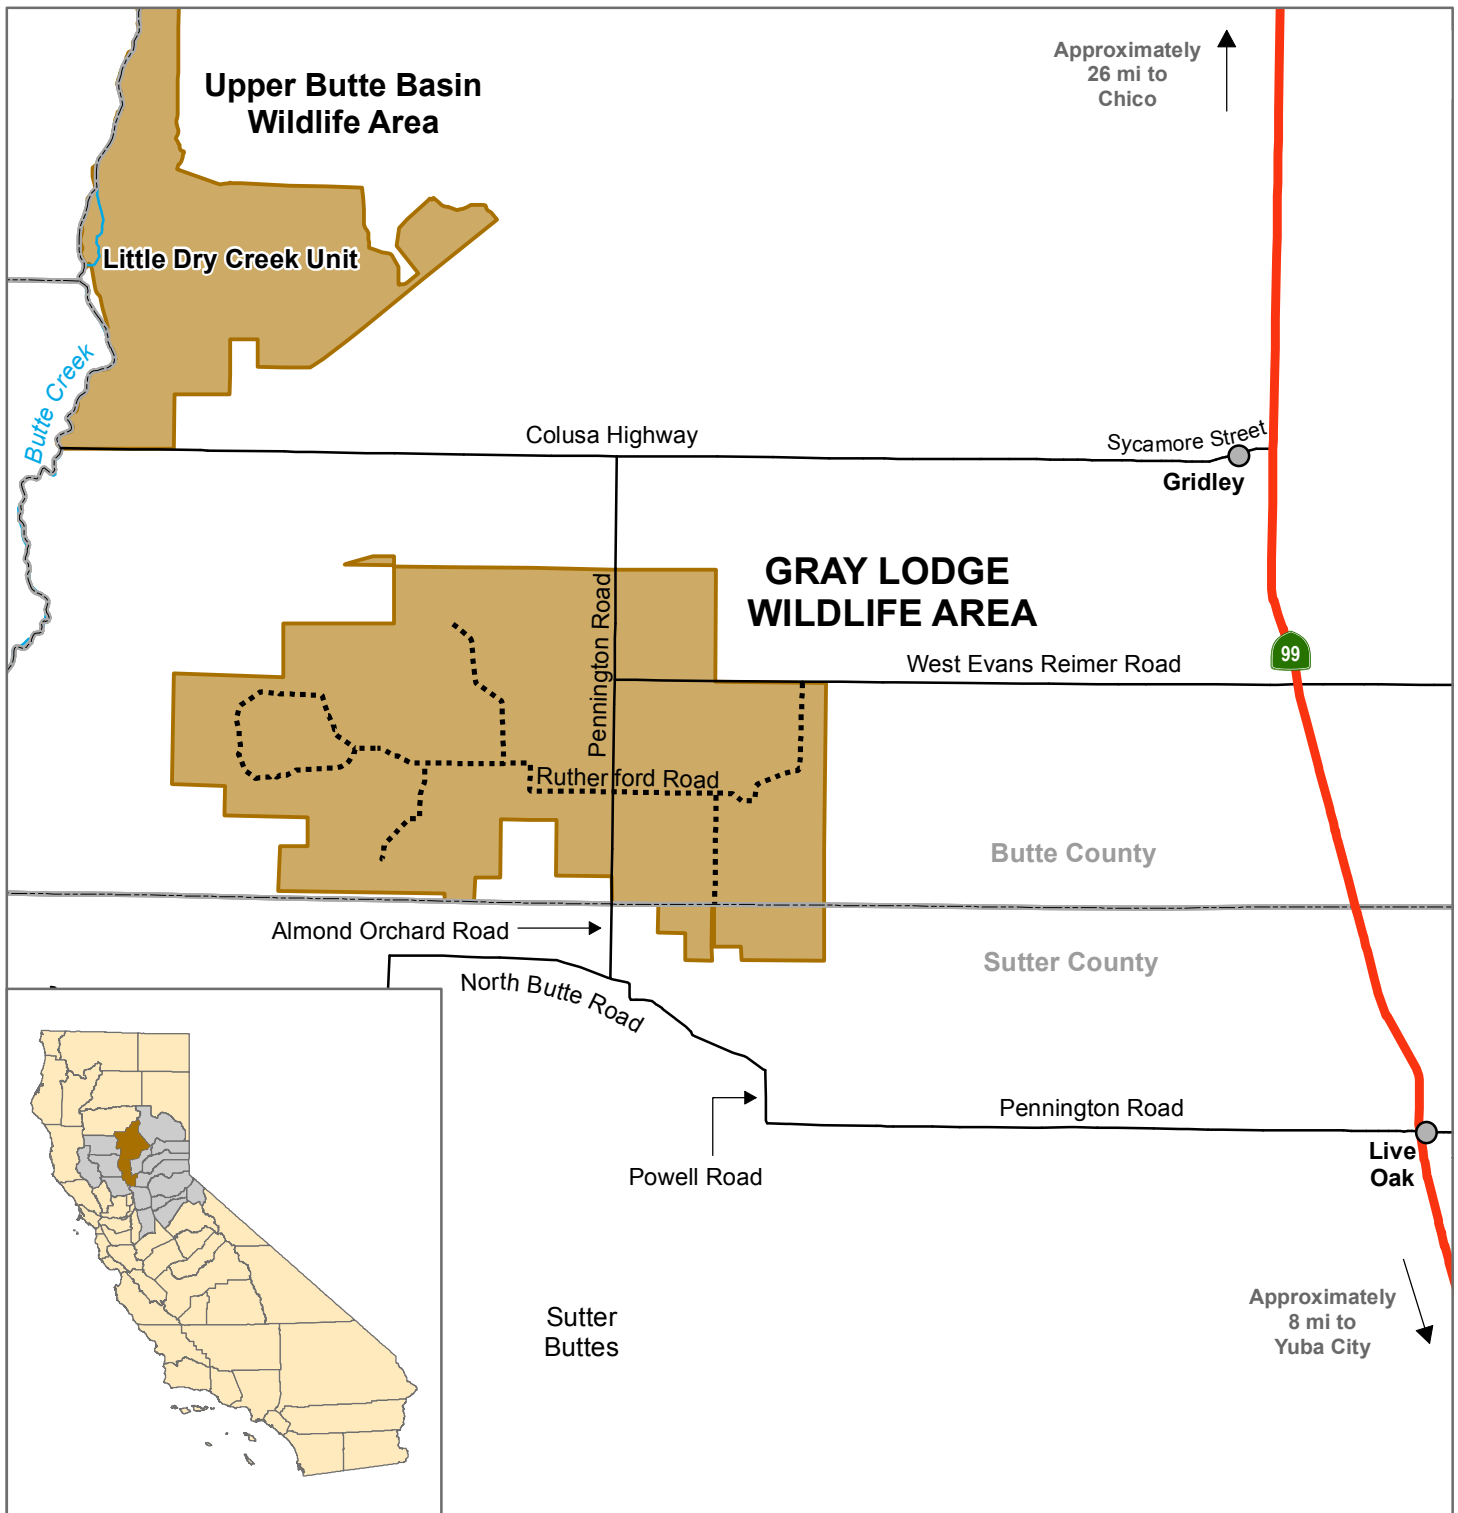 Approximately
26 mi to
Chico
Upper Butte Basin
Wildlife Area
Little Dry Creek Unit
Butte Creek
Colusa Highway
Sycamore Street
Gridley
GRAY LODGE
WILDLIFE AREA
Pennington Road
99
West Evans Reimer Road
Rutherford Road
Butte County
Almond Orchard Road
Sutter County
North Butte Road
Pennington Road
Live
Oak
Powell Road
Approximately
8 mi to
Yuba City
Sutter
Buttes